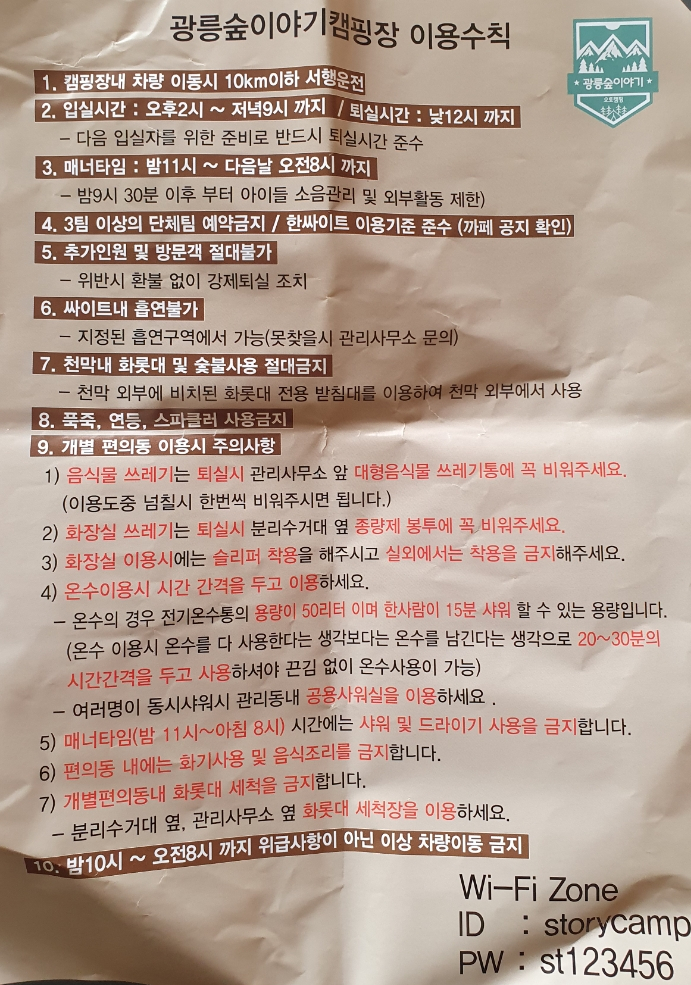 광릉숲이야기캠핑장 이용수칙
광릉숲이야기
오토캠핑
1. 캠핑장내 차량 이동시 10km이하 서행운전
2. 입실시간 : 오후2시 ~ 저녁9시 까지 / 퇴실시간 : 낮12시 까지
- 다음 입실자를 위한 준비로 반드시 퇴실시간 준수
3. 매너타임 : 밤11시 ~ 다음날 오전8시 까지
- 밤9시 30분 이후 부터 아이들 소음관리 및 외부활동 제한)
4. 3팀 이상의 단체팀 예약금지 / 한싸이트 이용기준 준수 (까페 공지 확인)
5. 추가인원 및 방문객 절대불가
- 위반시 환불 없이 강제퇴실 조치
6. 싸이트내 흡연불가
- 지정된 흡연구역에서 가능(못찾을시 관리사무소 문의)
7. 천막내 화롯대 및 숯불사용 절대금지
- 천막 외부에 비치된 화롯대 전용 받침대를 이용하여 천막 외부에서 사용
8. 폭죽, 연등, 스파클러 사용금지
9. 개별 편의동 이용시 주의사항
1) 음식물 쓰레기는 퇴실시 관리사무소 앞 대형음식물 쓰레기통에 꼭 비워주세요.
(이용도중 넘칠시 한번씩 비워주시면 됩니다.)
2) 화장실 쓰레기는 퇴실시 분리수거대 옆 종량제 봉투에 꼭 비워주세요.
3) 화장실 이용시에는 슬리퍼 착용을 해주시고 실외에서는 착용을 금지해주세요.
4) 온수이용시 시간 간격을 두고 이용하세요.
- 온수의 경우 전기온수통의 용량이 50리터 이며 한사람이 15분 샤워 할 수 있는 용량입니다.
(온수 이용시 온수를 다 사용한다는 생각보다는 온수를 남긴다는 생각으로 20~30분의
시간간격을 두고 사용하셔야 끈김 없이 온수사용이 가능)
- 여러명이 동시샤워시 관리동내 공용샤워실을 이용하세요 .
5) 매너타임(밤 11시~아침 8시) 시간에는 샤워 및 드라이기 사용을 금지합니다.
6) 편의동 내에는 화기사용 및 음식조리를 금지합니다.
7) 개별편의동내 화롯대 세척을 금지합니다.
- 분리수거대 옆, 관리사무소 옆 화롯대 세척장을 이용하세요.
10. 밤10시 ~ 오전8시 까지 위급사항이 아닌 이상 차량이동 금지
Wi-Fi Zone
ID : storycamp
PW : st123456